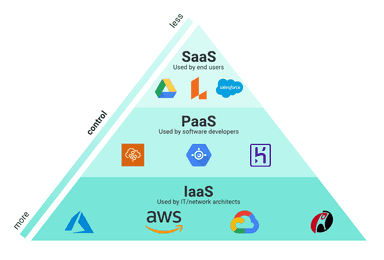 less
SaaS
Used by end users
salesforce
control
PaaS
Used by software developers
IaaS
Used by IT/network architects
more
aws